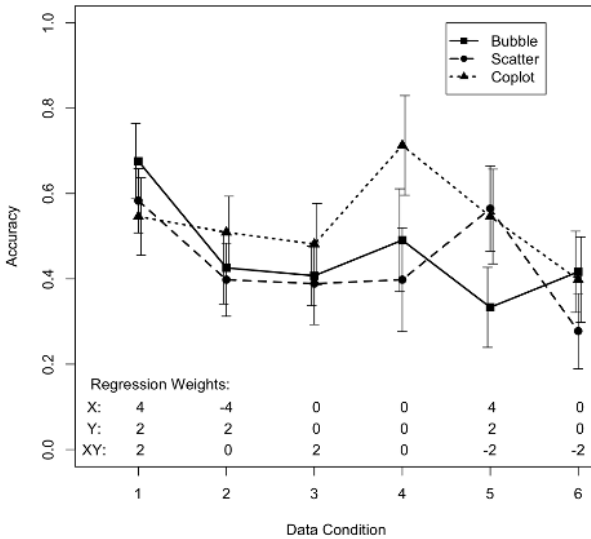 1.0
0.8
0.6
0.4
0.2
0.0
Accuracy
Bubble
Scatter
Coplot
Regression Weights:
X: 4 -4 0 0 4 0
Y: 2 2 0 0 2 0
XY: 2 0 2 0 -2 -2
1 2 3 4 5 6
Data Condition